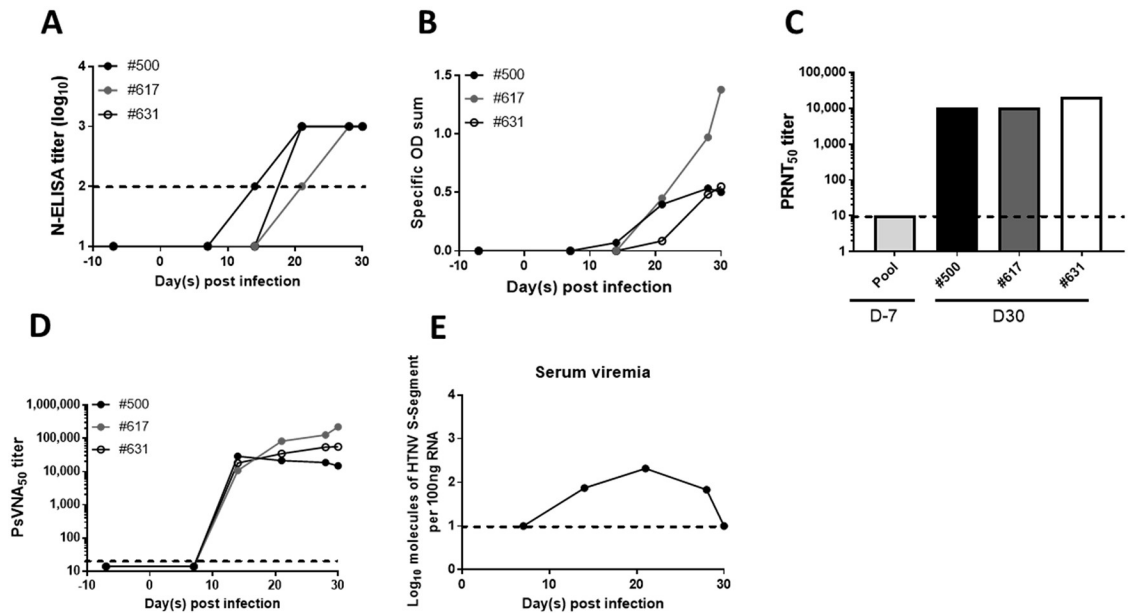 A
#500
#617
#631
N-ELISA titer (log10)
4
3
2
1
-10 0 10 20 30
Day(s) post infection
B
#500
#617
#631
Specific OD sum
1.5
1.0
0.5
0.0
-10 0 10 20 30
Day(s) post infection
C
PRNT50 titer
100,000
10,000
1,000
100
10
1
Pool #500 #617 #631
D-7 D30
D
#500
#617
#631
PsVNA50 titer
1,000,000
100,000
10,000
1,000
100
10
-10 0 10 20 30
Day(s) post infection
E
Serum viremia
Log10 molecules of HTNV S-Segment
per 100ng RNA
4
3
2
1
0
0 10 20 30
Day(s) post infection